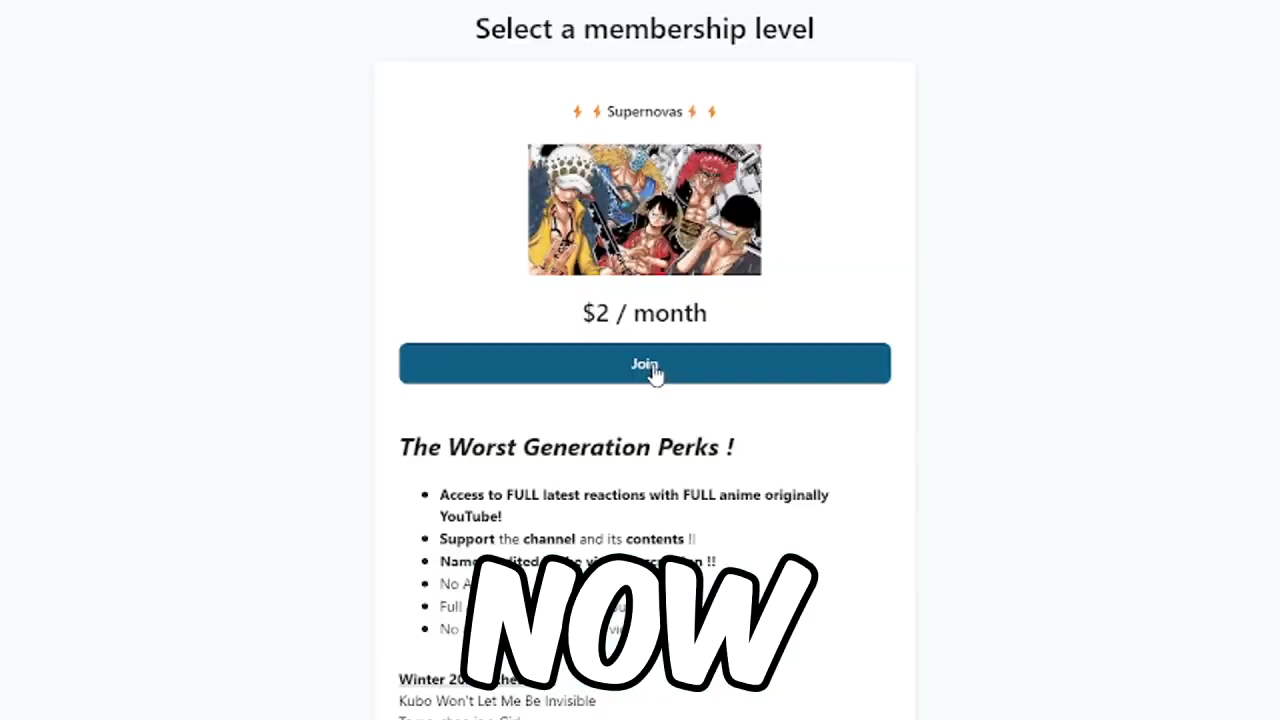 Select a membership level
Supernovas
$2 / month
Join
The Worst Generation Perks !
Access to FULL latest reactions with FULL anime originally
YouTube!
Support the channel and its contents !!
!!
No
Full
No
NOW
Winter
Kubo Won't Let Me Be Invisible